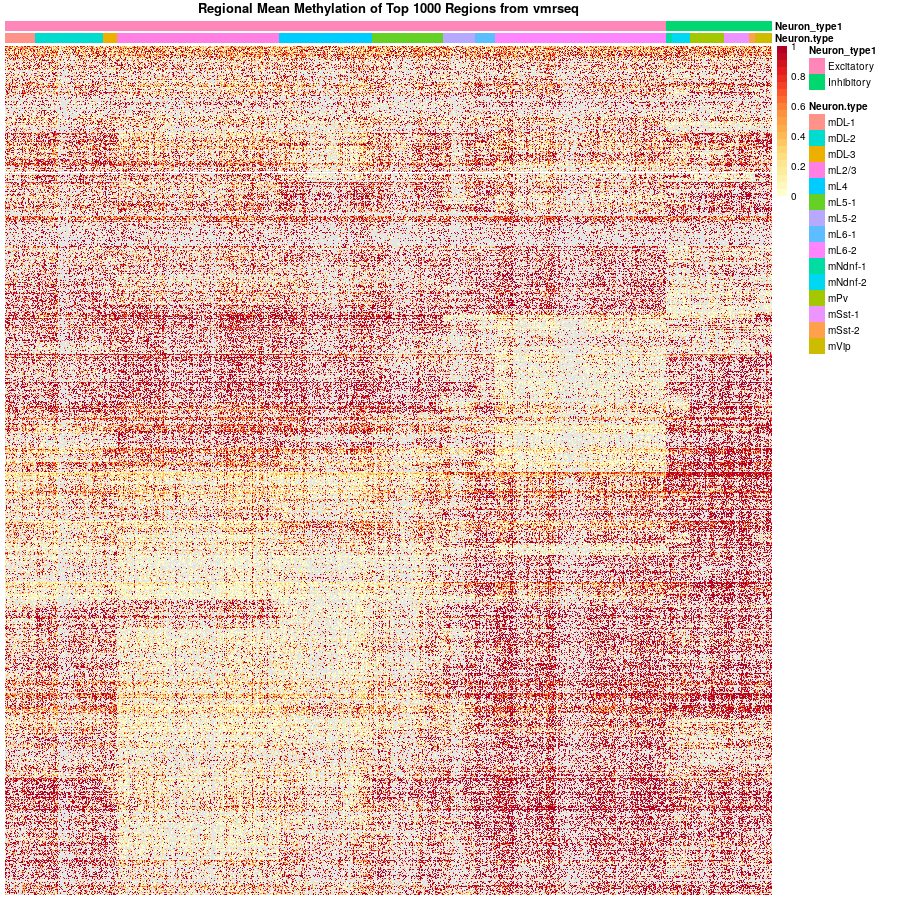 Regional Mean Methylation of Top 1000 Regions from vmrseq
Neuron_type1
Neuron.type
1
0.8
0.6
0.4
0.2
0
Neuron_type1
Excitatory
Inhibitory
Neuron.type
mDL-1
mDL-2
mDL-3
mL2/3
mL4
mL5-1
mL5-2
mL6-1
mL6-2
mNdnf-1
mNdnf-2
mPv
mSst-1
mSst-2
mVip